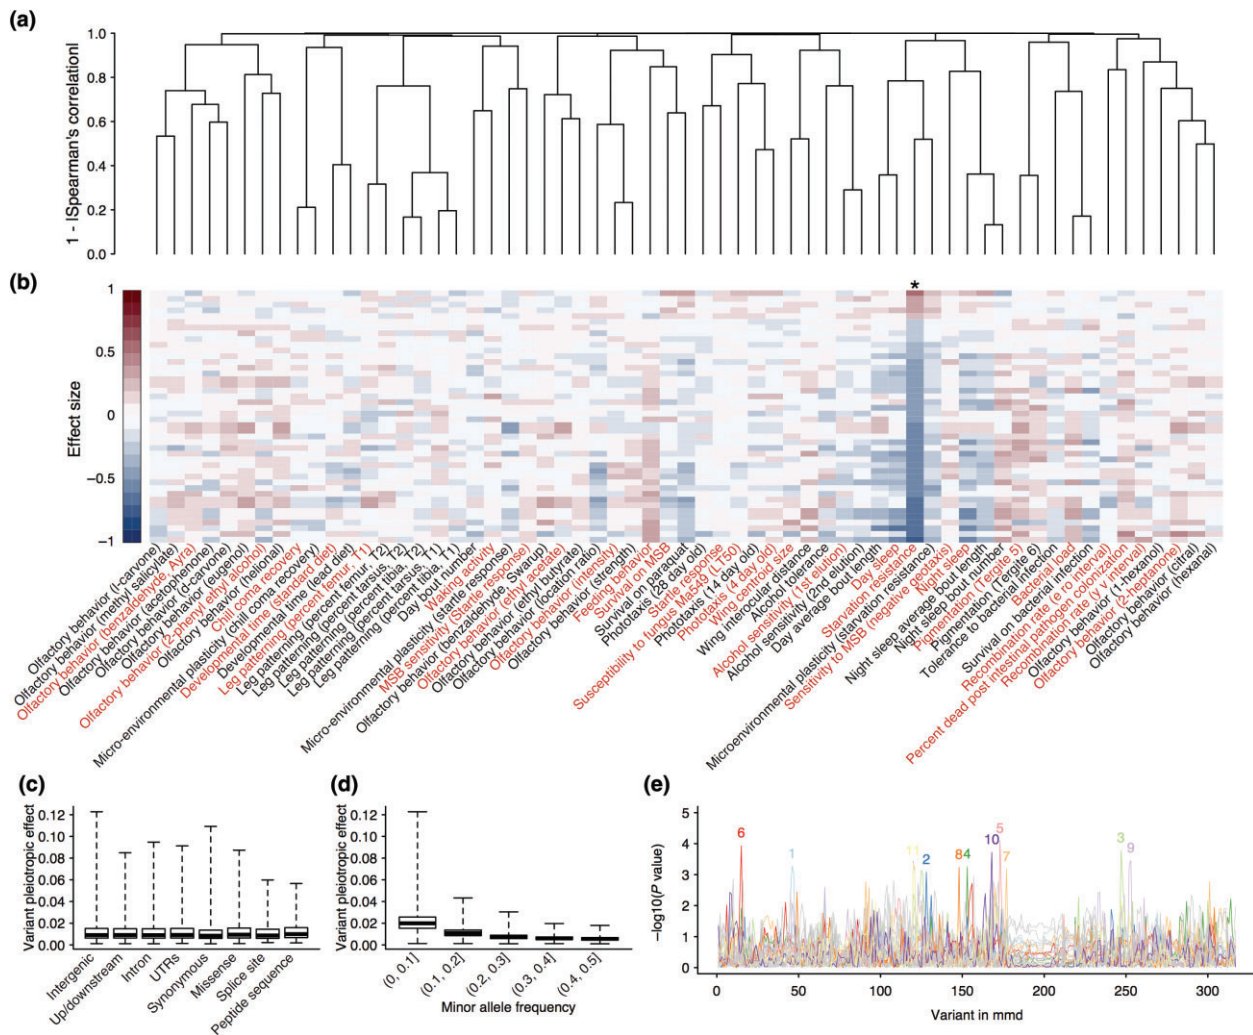 (a)
1 - |Spearman's correlation|
1.0
0.8
0.6
0.4
0.2
0.0
(b)
*
Effect size
1
0.5
0
−0.5
−1
Olfactory behavior (l-carvone)
Olfactory behavior (methyl salicylate)
Olfactory behavior (benzaldehyde, Ayra)
Olfactory behavior (acetophenone)
Olfactory behavior (d-carvone)
Olfactory behavior (eugenol)
Olfactory behavior (2-phenyl ethyl alcohol)
Olfactory behavior (helional)
Chill coma recovery
Micro-environmental plasticity (chill coma recovery)
Developmental time (Standard diet)
Developmental time (lead diet)
Leg patterning (percent femur, T1)
Leg patterning (percent femur, T2)
Leg patterning (percent tibia, T2)
Leg patterning (percent tarsus, T2)
Leg patterning (percent tarsus, T1)
Leg patterning (percent tibia, T1)
Day bout number
Waking activity
Micro-environmental plasticity (startle response)
MSB sensitivity (Startle response)
Olfactory behavior (benzaldehyde, Swarup)
Olfactory behavior (ethyl acetate)
Olfactory behavior (ethyl butyrate)
Olfactory behavior (location ratio)
Olfactory behavior (intensity)
Olfactory behavior (strength)
Feeding behavior
Survival on MSB
Survival on paraquat
Phototaxis (28 day old)
Startle response
Susceptibility to fungus Ma549 (LT50)
Phototaxis (14 day old)
Phototaxis (4 day old)
Wing centroid size
Wing interocular distance
Alcohol tolerance
Alcohol sensitivity (1st elution)
Alcohol sensitivity (2nd elution)
Day average bout length
Day sleep
Starvation resistance
Microenvironmental plasticity (starvation resistance)
Sensitivity to MSB (negative geotaxis)
Night sleep average bout length
Night sleep
Night sleep bout number
Pigmentation (Tergite 5)
Pigmentation (Tergite 6)
Tolerance to bacterial infection
Bacterial load
Survival on bacterial infection
Recombination rate (e ro interval)
Percent dead post intestinal pathogen colonization
Recombination rate (y v interval)
Olfactory behavior (1-hexanol)
Olfactory behavior (2-heptanone)
Olfactory behavior (citral)
Olfactory behavior (hexanal)
(c)
Variant pleiotropic effect
0.12
0.10
0.08
0.06
0.04
0.02
0.00
Intergenic
Up/downstream
Intron
UTRs
Synonymous
Missense
Splice site
Peptide sequence
(d)
Variant pleiotropic effect
0.12
0.10
0.08
0.06
0.04
0.02
0.00
(0, 0.1]
(0.1, 0.2]
(0.2, 0.3]
(0.3, 0.4]
(0.4, 0.5]
Minor allele frequency
(e)
−log10(P value)
5
4
3
2
1
0
6
1
11
2
8
4
10
5
7
3
9
0
50
100
150
200
250
300
Variant in mmd